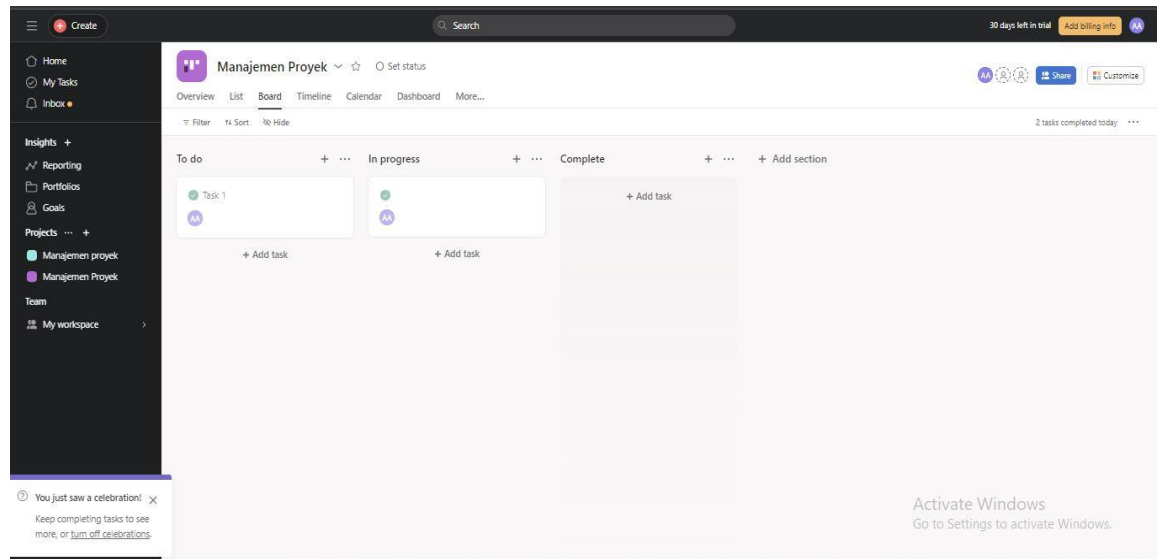 Create
Search
30 days left in trial
Add billing info
AA
Home
My Tasks
Inbox
Insights +
Reporting
Portfolios
Goals
Projects ... +
Manajemen proyek
Manajemen Proyek
Team
My workspace
Manajemen Proyek
Set status
AA
Share
Customize
Overview List Board Timeline Calendar Dashboard More...
Filter Sort Hide
2 tasks completed today ...
To do + ...
Task 1
AA
+ Add task
In progress + ...
AA
+ Add task
Complete + ...
+ Add task
+ Add section
You just saw a celebration!
Keep completing tasks to see
more, or turn off celebrations.
Activate Windows
Go to Settings to activate Windows.